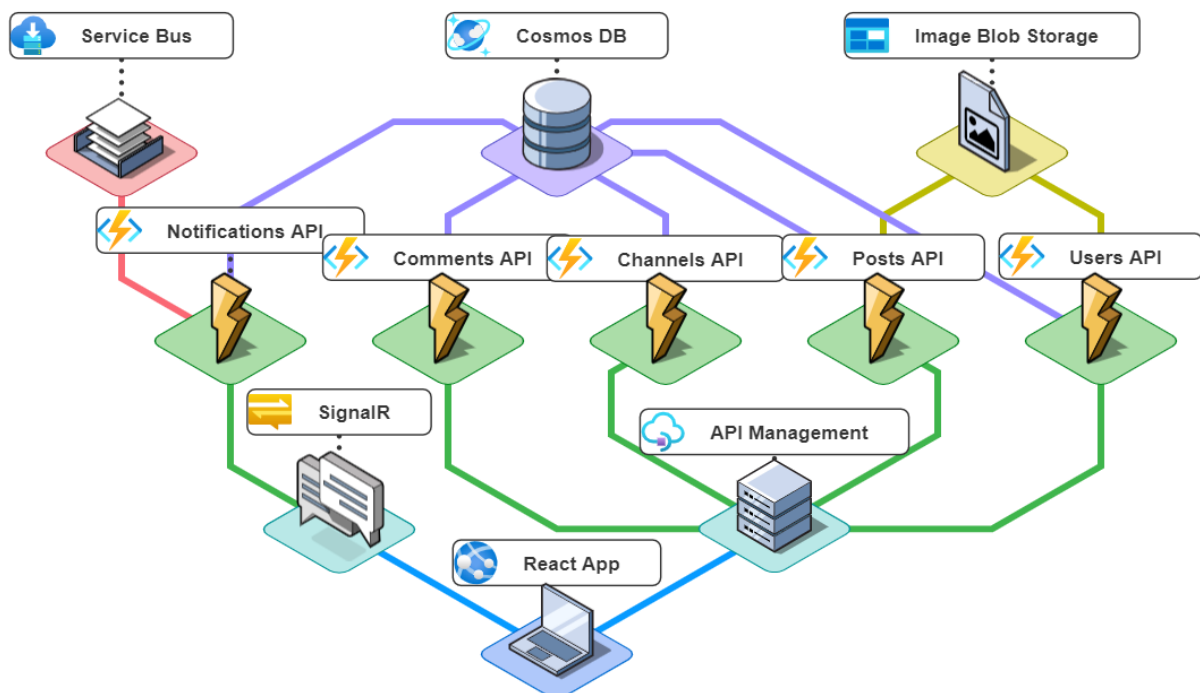 Service Bus
Cosmos DB
Image Blob Storage
Notifications API
Comments API
Channels API
Posts API
Users API
SignalR
API Management
React App